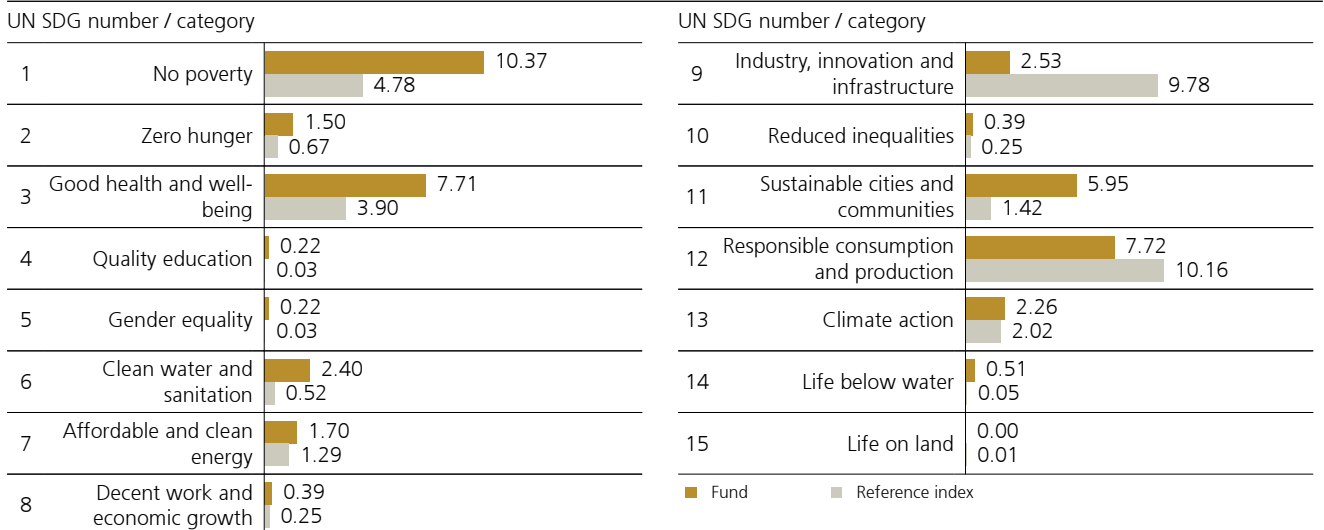 UN SDG number / category
1 No poverty 10.37
4.78
2 Zero hunger 1.50
0.67
3 Good health and well-
being 7.71
3.90
4 Quality education 0.22
0.03
5 Gender equality 0.22
0.03
6 Clean water and
sanitation 2.40
0.52
7 Affordable and clean
energy 1.70
1.29
8 Decent work and
economic growth 0.39
0.25
UN SDG number / category
9 Industry, innovation and
infrastructure 2.53
9.78
10 Reduced inequalities 0.39
0.25
11 Sustainable cities and
communities 5.95
1.42
12 Responsible consumption
and production 7.72
10.16
13 Climate action 2.26
2.02
14 Life below water 0.51
0.05
15 Life on land 0.00
0.01
Fund Reference index